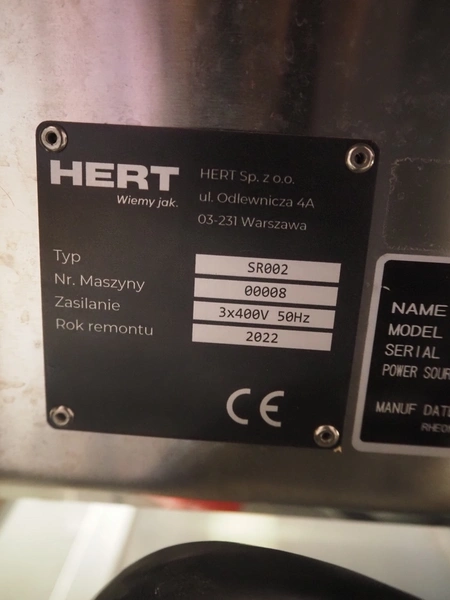 HERT
Wiemy jak.
HERT Sp. z o.o.
ul. Odlewnicza 4A
03-231 Warszawa
Typ SR002
Nr. Maszyny 00008
Zasilanie 3x400V 50Hz
Rok remontu 2022
CE
NAME
MODEL
SERIAL
POWER SOUR
MANUF DAT